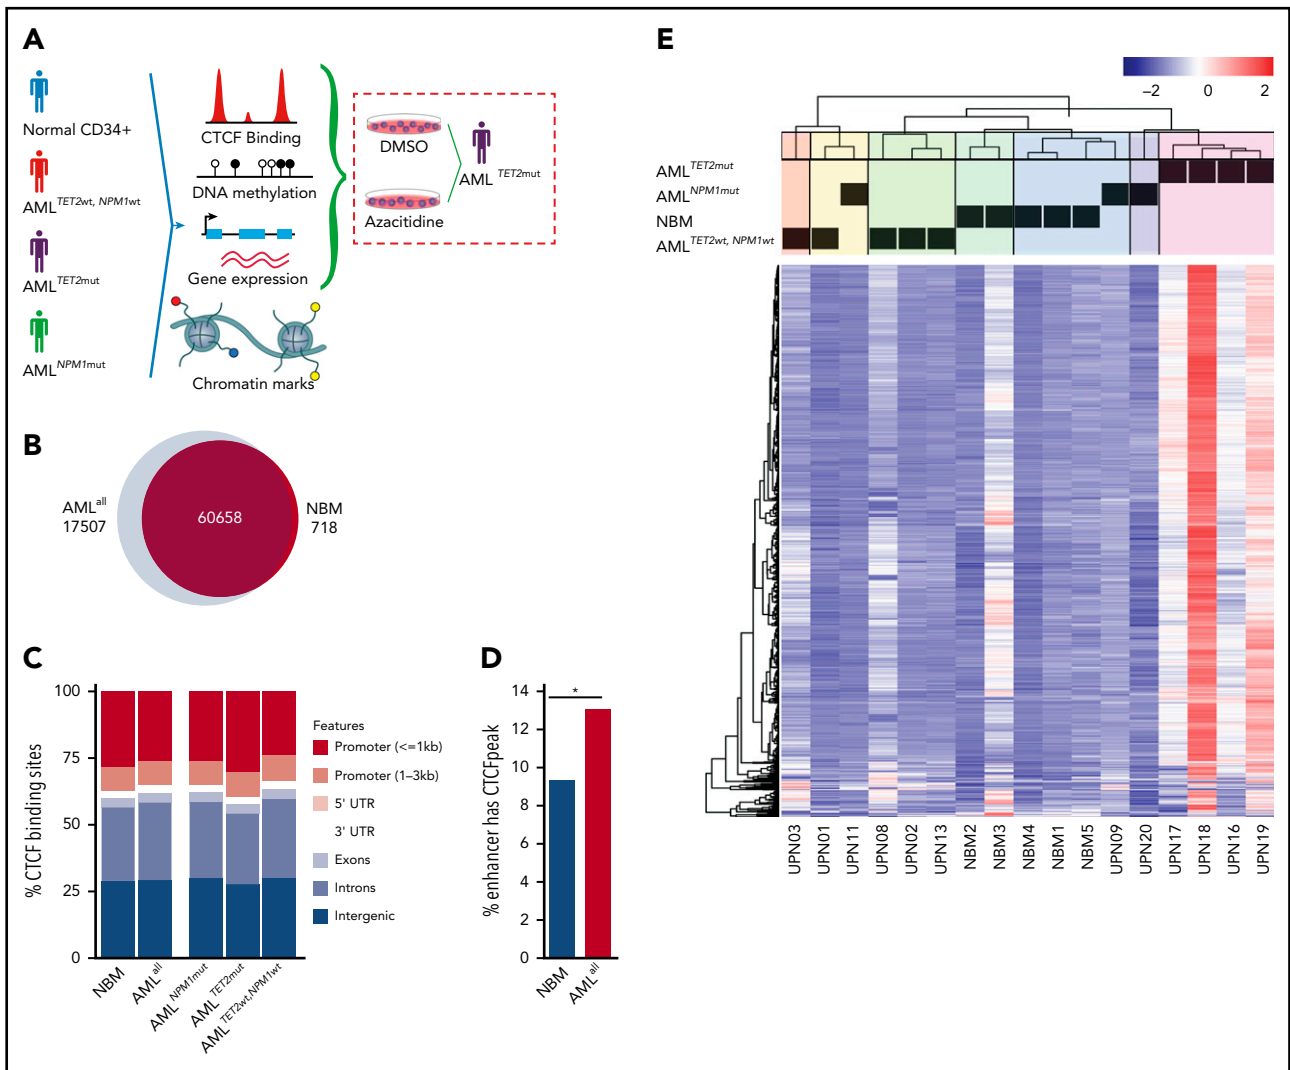 A
Normal CD34+
AML TET2wt, NPM1wt
AML TET2mut
AML NPM1mut
CTCF Binding
DNA methylation
Gene expression
Chromatin marks
DMSO
Azacitidine
AML TET2mut
B
AML all
17507
60658
NBM
718
C
% CTCF binding sites
100
75
50
25
0
NBM
AML all
AML NPM1mut
AML TET2mut
AML TET2wt,NPM1wt
Features
Promoter (<=1kb)
Promoter (1–3kb)
5' UTR
3' UTR
Exons
Introns
Intergenic
D
% enhancer has CTCFpeak
14
12
10
8
6
4
2
0
*
NBM
AML all
E
−2 0 2
AML TET2mut
AML NPM1mut
NBM
AML TET2wt, NPM1wt
UPN03
UPN01
UPN11
UPN08
UPN02
UPN13
NBM2
NBM3
NBM4
NBM1
NBM5
UPN09
UPN20
UPN17
UPN18
UPN16
UPN19